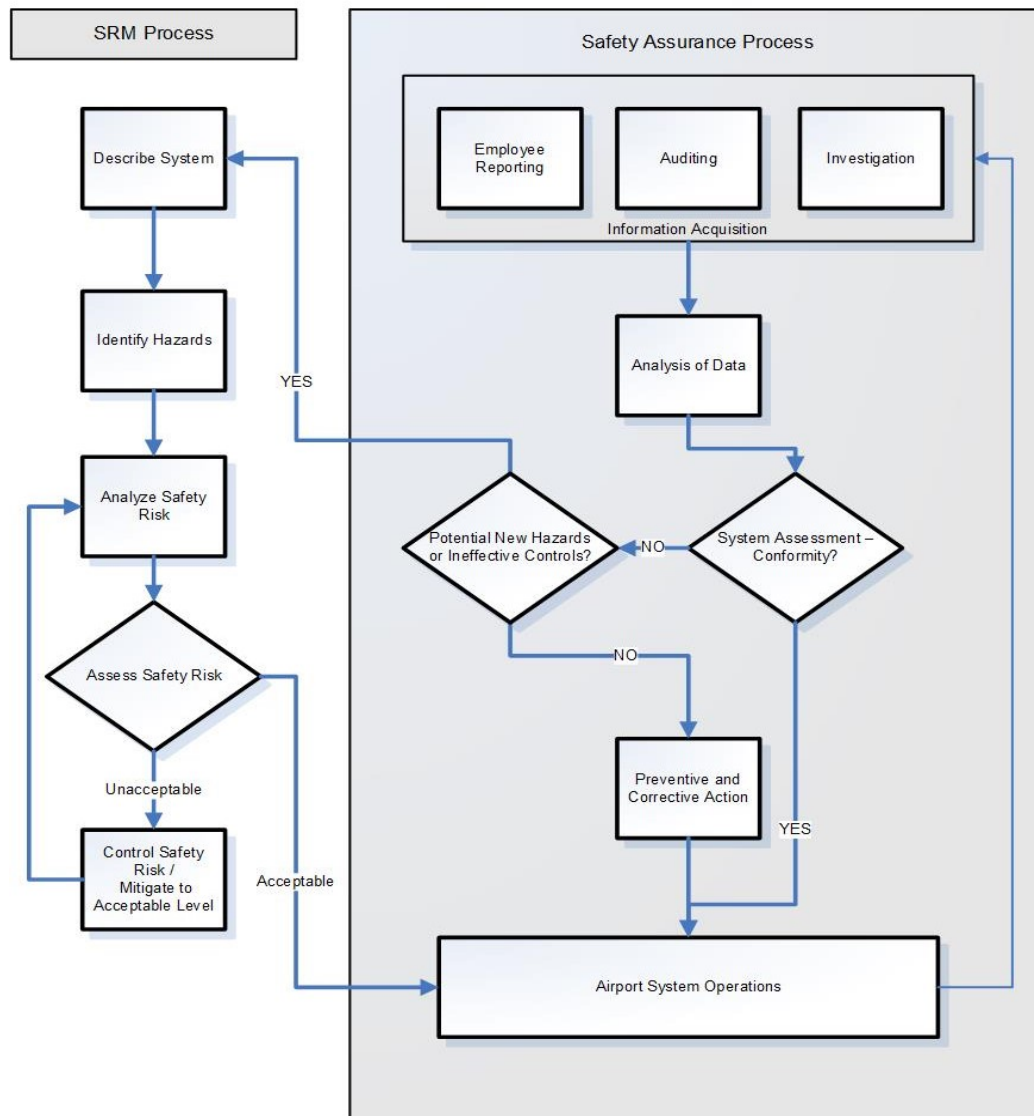 SRM Process
Describe System
Identify Hazards
Analyze Safety
Risk
Assess Safety Risk
Unacceptable
Control Safety
Risk /
Mitigate to
Acceptable Level
Acceptable
YES
Safety Assurance Process
Employee
Reporting
Auditing
Investigation
Information Acquisition
Analysis of Data
System Assessment –
Conformity?
NO
Potential New Hazards
or Ineffective Controls?
NO
Preventive and
Corrective Action
YES
Airport System Operations